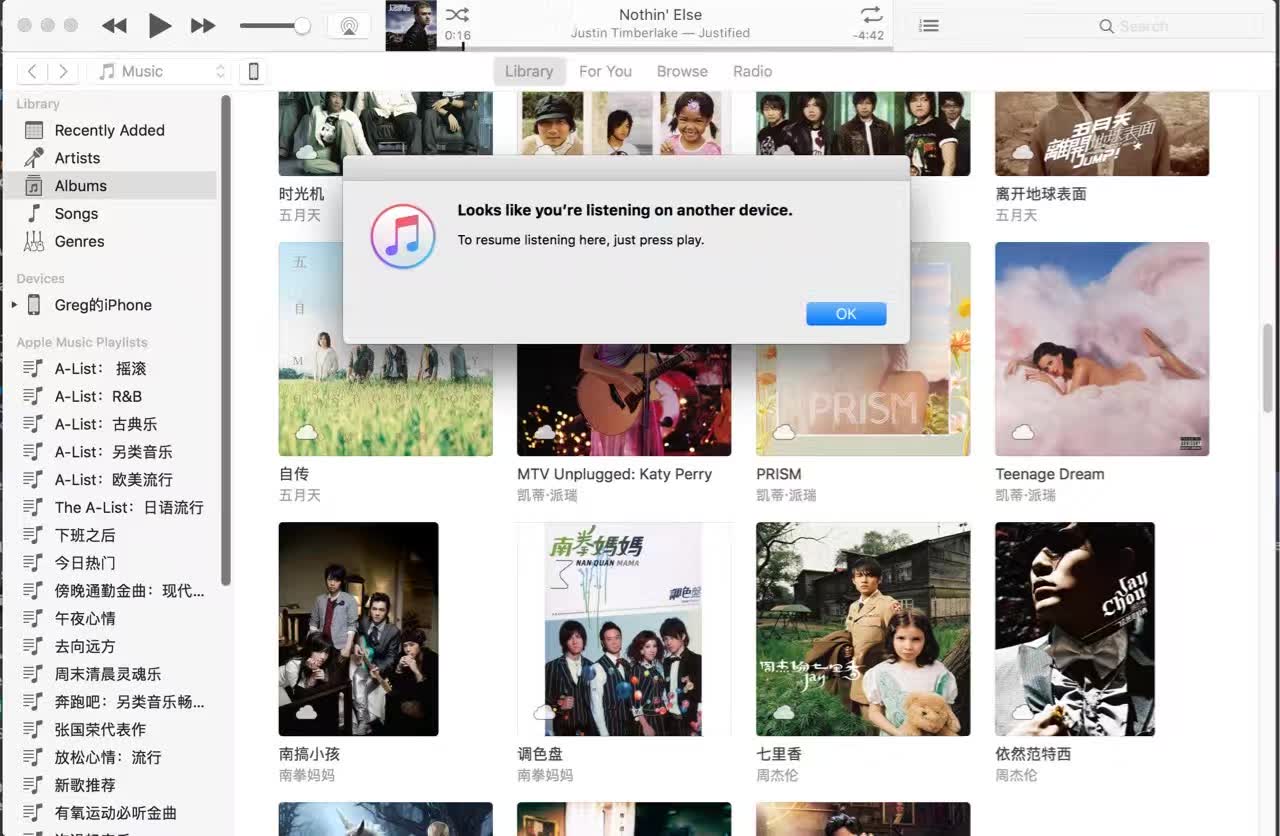 Nothin' Else
0:16
Justin Timberlake — Justified
-4:42
Search
Music
Library
For You
Browse
Radio
Library
Recently Added
Artists
Albums
Songs
Genres
Devices
Greg的iPhone
Apple Music Playlists
A-List： 摇滚
A-List：R&B
A-List：古典乐
A-List：另类音乐
A-List：欧美流行
The A-List：日语流行
下班之后
今日热门
傍晚通勤金曲：现代...
午夜心情
去向远方
周末清晨灵魂乐
奔跑吧：另类音乐畅...
张国荣代表作
放松心情：流行
新歌推荐
有氧运动必听金曲
Looks like you’re listening on another device.
To resume listening here, just press play.
OK
五月天
離開地球表面
JUMP!
时光机
五月天
离开地球表面
五月天
五
自
M
Y
PRISM
自传
五月天
MTV Unplugged: Katy Perry
凯蒂·派瑞
PRISM
凯蒂·派瑞
Teenage Dream
凯蒂·派瑞
南拳媽媽
NAN QUAN MAMA
調色盤
周杰倫七里香
Jay
Jay
Chou
南搞小孩
南拳妈妈
调色盘
南拳妈妈
七里香
周杰伦
依然范特西
周杰伦